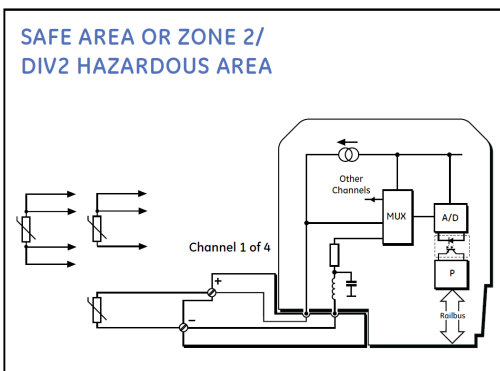 SAFE AREA OR ZONE 2/
DIV2 HAZARDOUS AREA
Other
Channels
MUX
A/D
Channel 1 of 4
P
+
Railbus
−